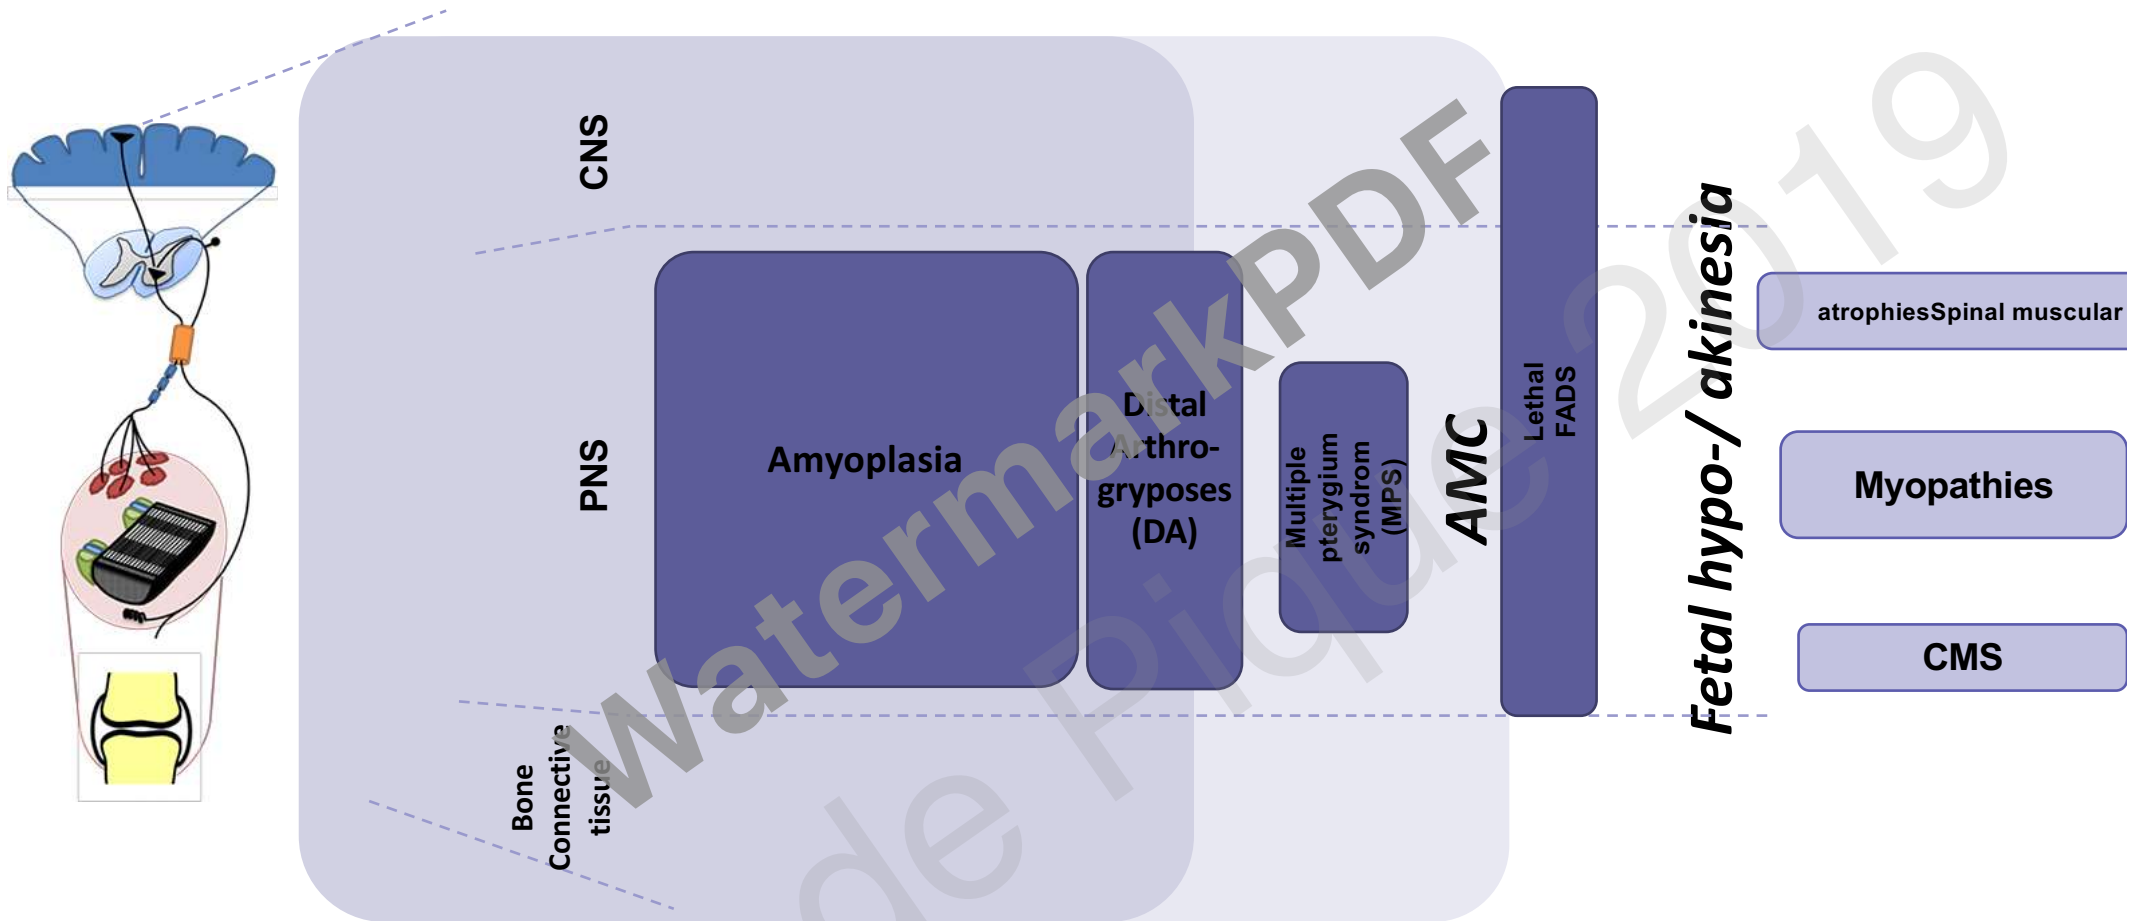 CNS
PNS
Bone
Connective
tissue
Amyoplasia
Distal
Arthro-
gryposes
(DA)
Multiple
pterygium
syndrom
(MPS)
AMC
Lethal
FADS
Fetal hypo-/ akinesia
atrophiesSpinal muscular
Myopathies
CMS
WatermarkPDF
de Pique 2019